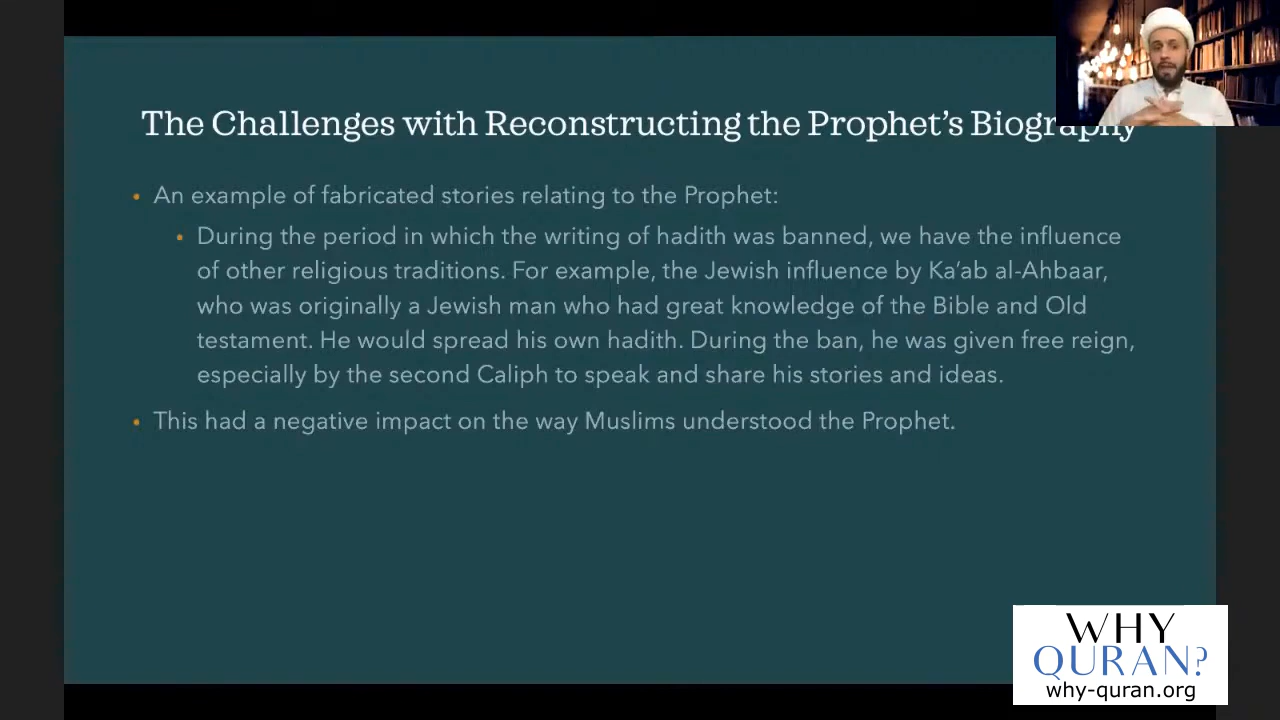 The Challenges with Reconstructing the Prophet's Biography
• An example of fabricated stories relating to the Prophet:
• During the period in which the writing of hadith was banned, we have the influence
of other religious traditions. For example, the Jewish influence by Ka'ab al-Ahbaar,
who was originally a Jewish man who had great knowledge of the Bible and Old
testament. He would spread his own hadith. During the ban, he was given free reign,
especially by the second Caliph to speak and share his stories and ideas.
• This had a negative impact on the way Muslims understood the Prophet.
WHY
QURAN?
why-quran.org